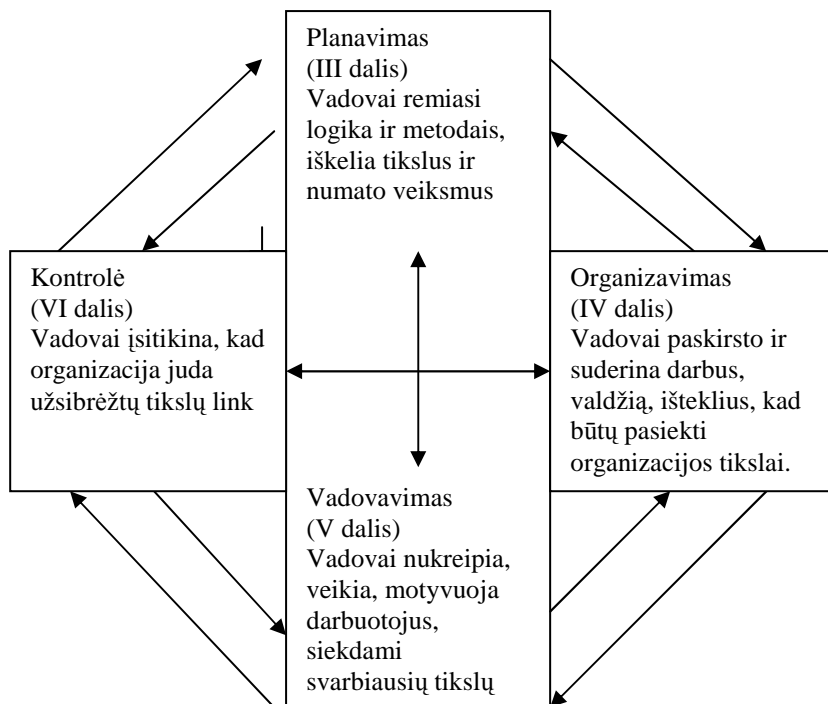 Planavimas
(III dalis)
Vadovai remiasi
logika ir metodais,
iškelia tikslus ir
numato veiksmus
Kontrolė
(VI dalis)
Vadovai įsitikina, kad
organizacija juda
užsibrėžtų tikslų link
Organizavimas
(IV dalis)
Vadovai paskirsto ir
suderina darbus,
valdžią, išteklius, kad
būtų pasiekti
organizacijos tikslai.
Vadovavimas
(V dalis)
Vadovai nukreipia,
veikia, motyvuoja
darbuotojus,
siekdami
svarbiausių tikslų